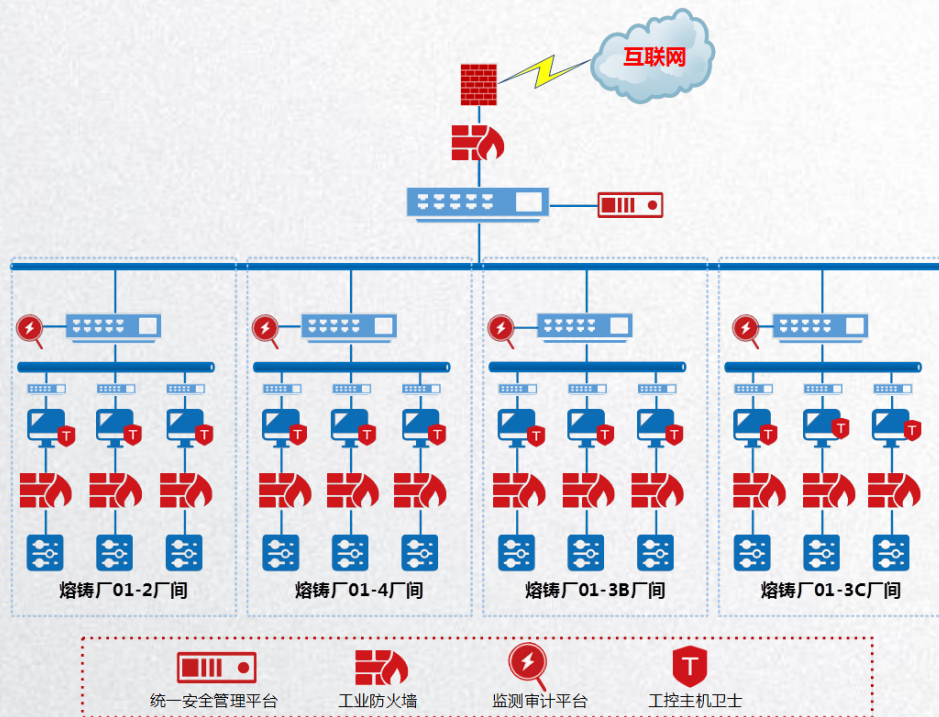 互联网
熔铸厂01-2厂间
熔铸厂01-4厂间
熔铸厂01-3B厂间
熔铸厂01-3C厂间
T
T
T
T
T
T
T
T
T
T
T
T
T
统一安全管理平台
工业防火墙
监测审计平台
工控主机卫士